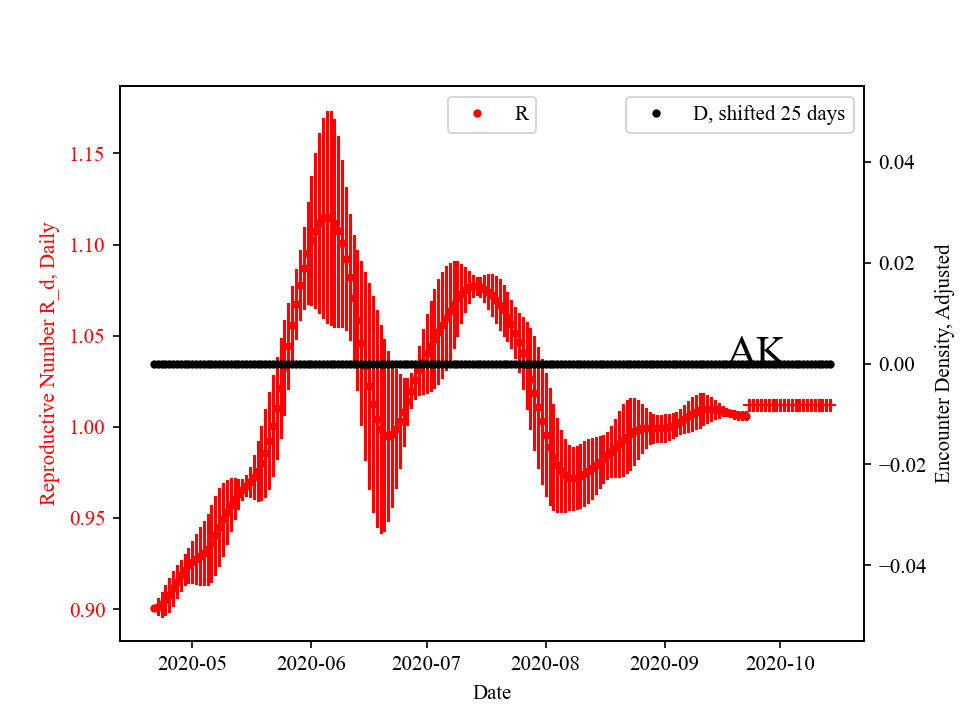 R
D, shifted 25 days
1.15
1.10
1.05
1.00
0.95
0.90
Reproductive Number R_d, Daily
0.04
0.02
0.00
−0.02
−0.04
Encounter Density, Adjusted
AK
2020-05
2020-06
2020-07
2020-08
2020-09
2020-10
Date